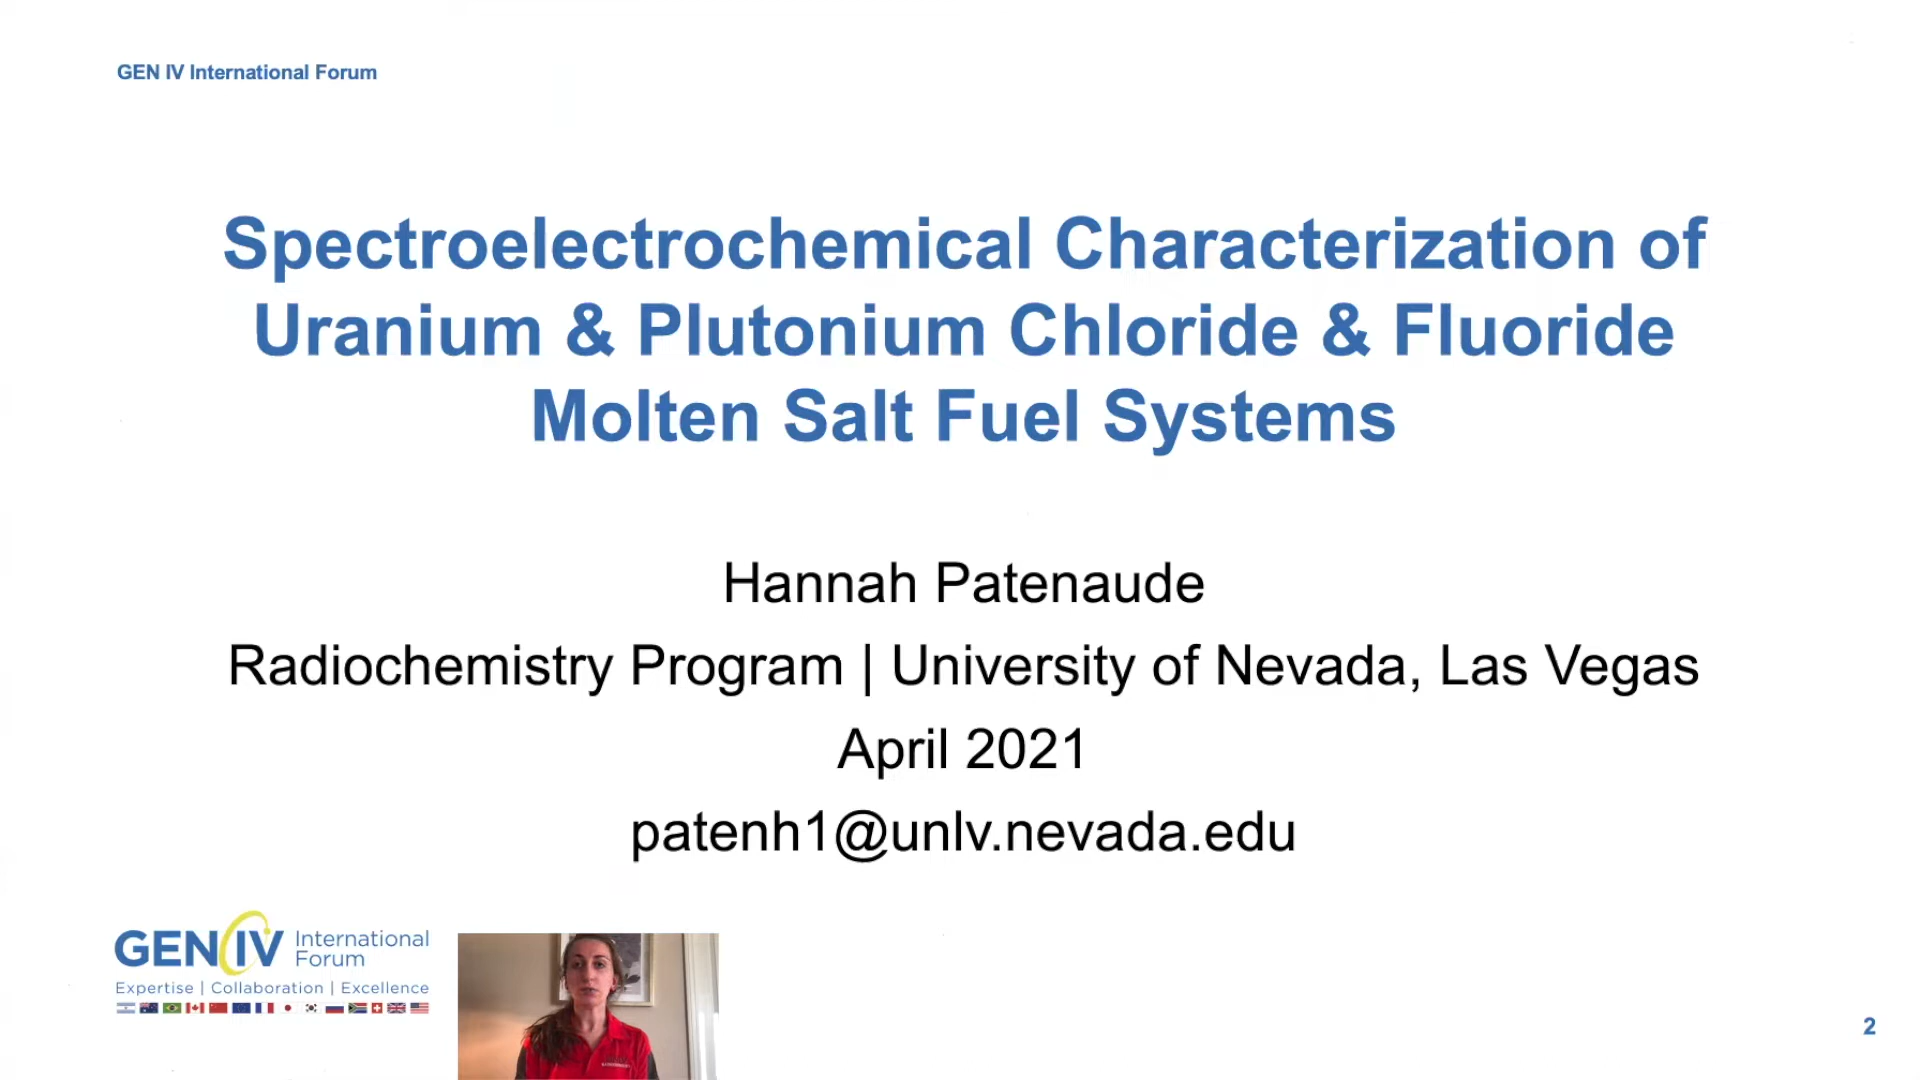 GEN IV International Forum
Spectroelectrochemical Characterization of
Uranium & Plutonium Chloride & Fluoride
Molten Salt Fuel Systems
Hannah Patenaude
Radiochemistry Program | University of Nevada, Las Vegas
April 2021
patenh1@unlv.nevada.edu
GEN IV International
Forum
Expertise | Collaboration | Excellence
2